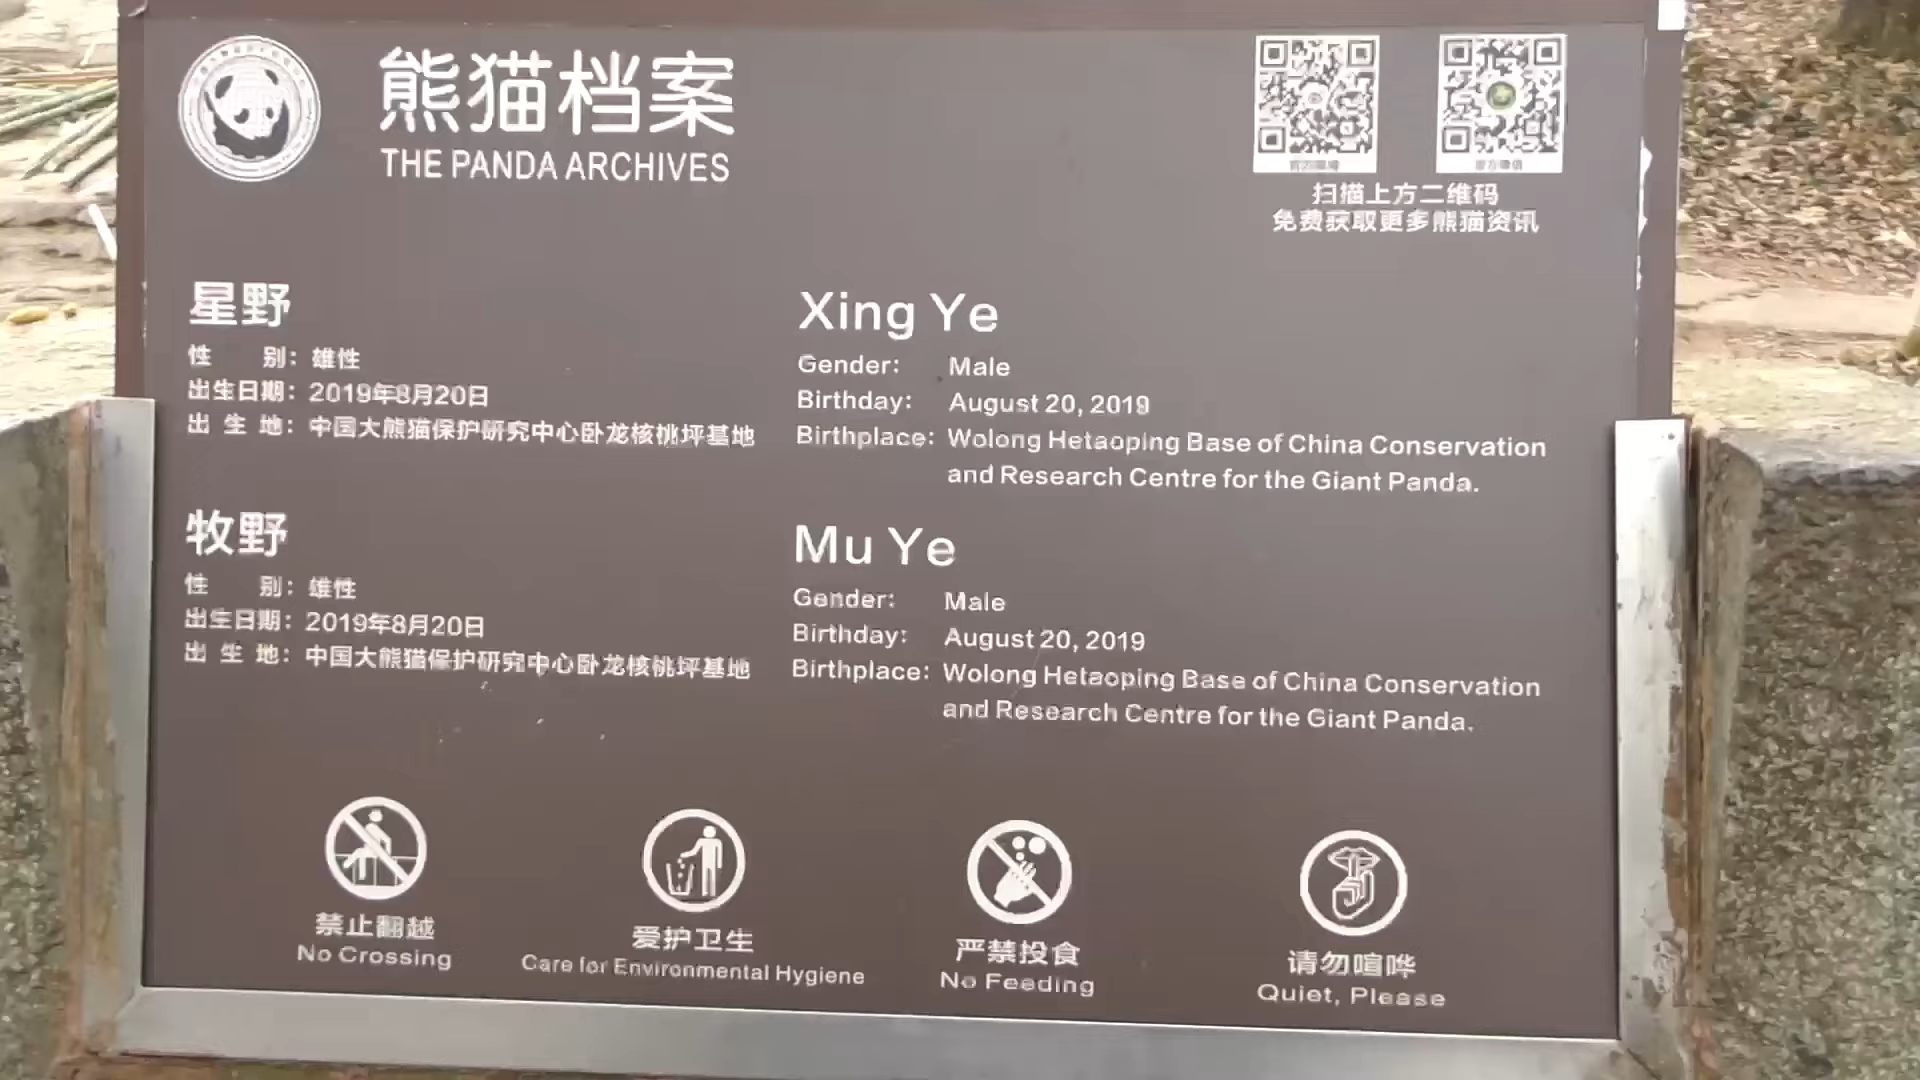 熊猫档案
THE PANDA ARCHIVES
扫描上方二维码
免费获取更多熊猫资讯
星野
性 别：雄性
出生日期：2019年8月20日
出 生 地：中国大熊猫保护研究中心卧龙核桃坪基地
Xing Ye
Gender: Male
Birthday: August 20, 2019
Birthplace: Wolong Hetaoping Base of China Conservation
and Research Centre for the Giant Panda.
牧野
性 别：雄性
出生日期：2019年8月20日
出 生 地：中国大熊猫保护研究中心卧龙核桃坪基地
Mu Ye
Gender: Male
Birthday: August 20, 2019
Birthplace: Wolong Hetaoping Base of China Conservation
and Research Centre for the Giant Panda.
禁止翻越
No Crossing
爱护卫生
Care for Environmental Hygiene
严禁投食
No Feeding
请勿喧哗
Quiet, Please